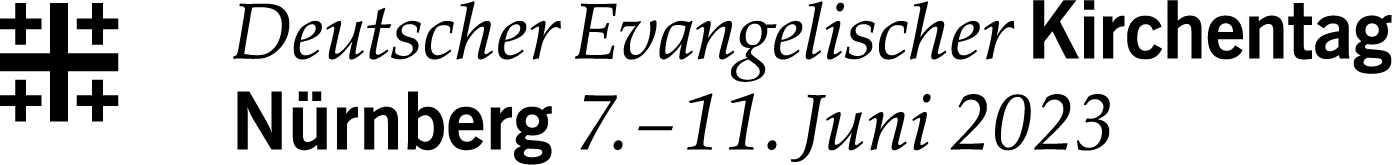 Deutscher Evangelischer Kirchentag
Nürnberg 7. – 11. Juni 2023